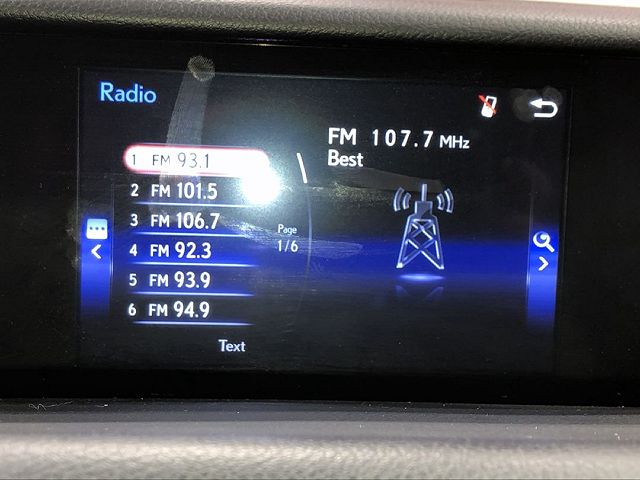 Radio
FM 107.7 MHz
Best
1 FM 93.1
2 FM 101.5
3 FM 106.7
4 FM 92.3
5 FM 93.9
6 FM 94.9
Page
1/6
Text